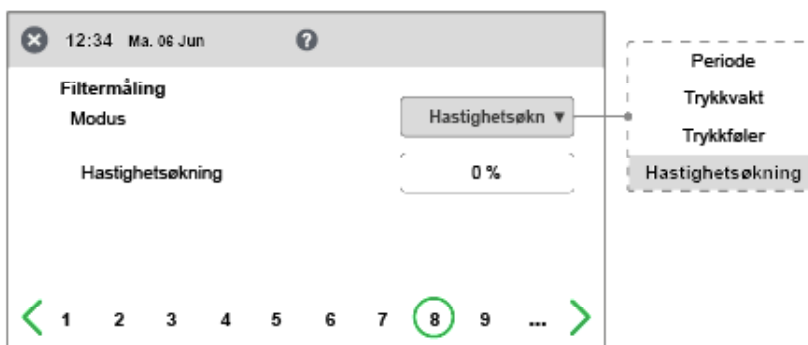 12:34 Ma. 06 Jun ?
Filtermåling
Modus
Hastighetsøkn ▼
Hastighetsøkning
0 %
1 2 3 4 5 6 7 8 9 ...
Periode
Trykkvakt
Trykkføler
Hastighetsøkning